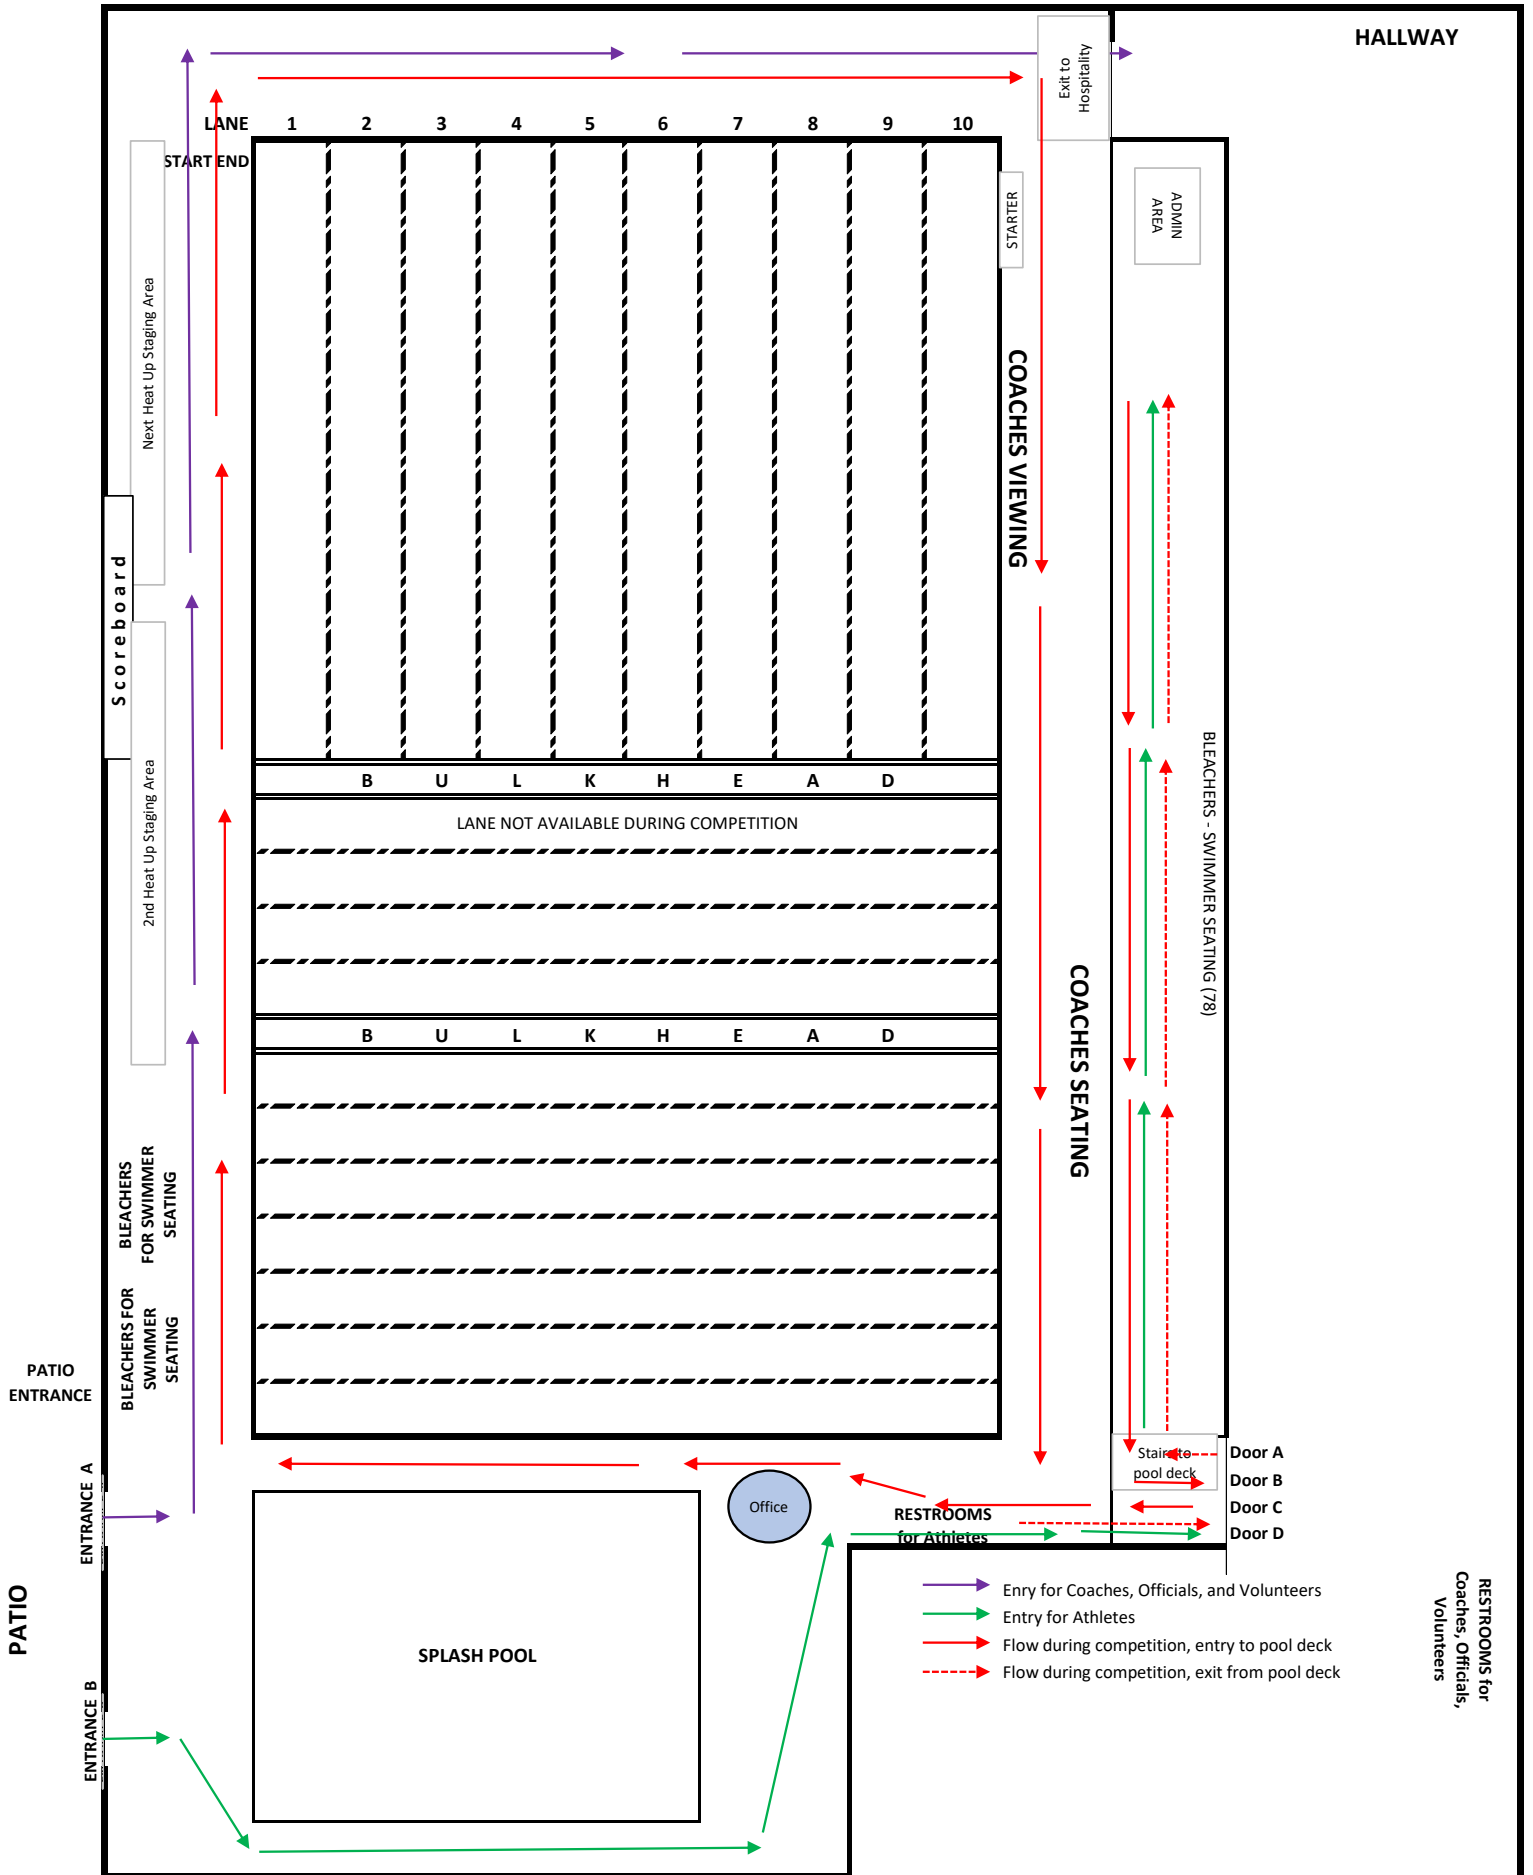 HALLWAY
Exit to
Hospitality
LANE 1 2 3 4 5 6 7 8 9 10
START END
STARTER
ADMIN
AREA
Next Heat Up Staging Area
COACHES VIEWING
Scoreboard
2nd Heat Up Staging Area
BULKHEAD
LANE NOT AVAILABLE DURING COMPETITION
BLEACHERS - SWIMMER SEATING (78)
BULKHEAD
COACHES SEATING
BLEACHERS
FOR SWIMMER
SEATING
BLEACHERS FOR
SWIMMER
SEATING
PATIO
ENTRANCE
ENTRANCE A
Stairs to
pool deck
Door A
Door B
Door C
Door D
Office
RESTROOMS
for Athletes
PATIO
Enry for Coaches, Officials, and Volunteers
Entry for Athletes
Flow during competition, entry to pool deck
Flow during competition, exit from pool deck
RESTROOMS for
Coaches, Officials,
Volunteers
SPLASH POOL
ENTRANCE B